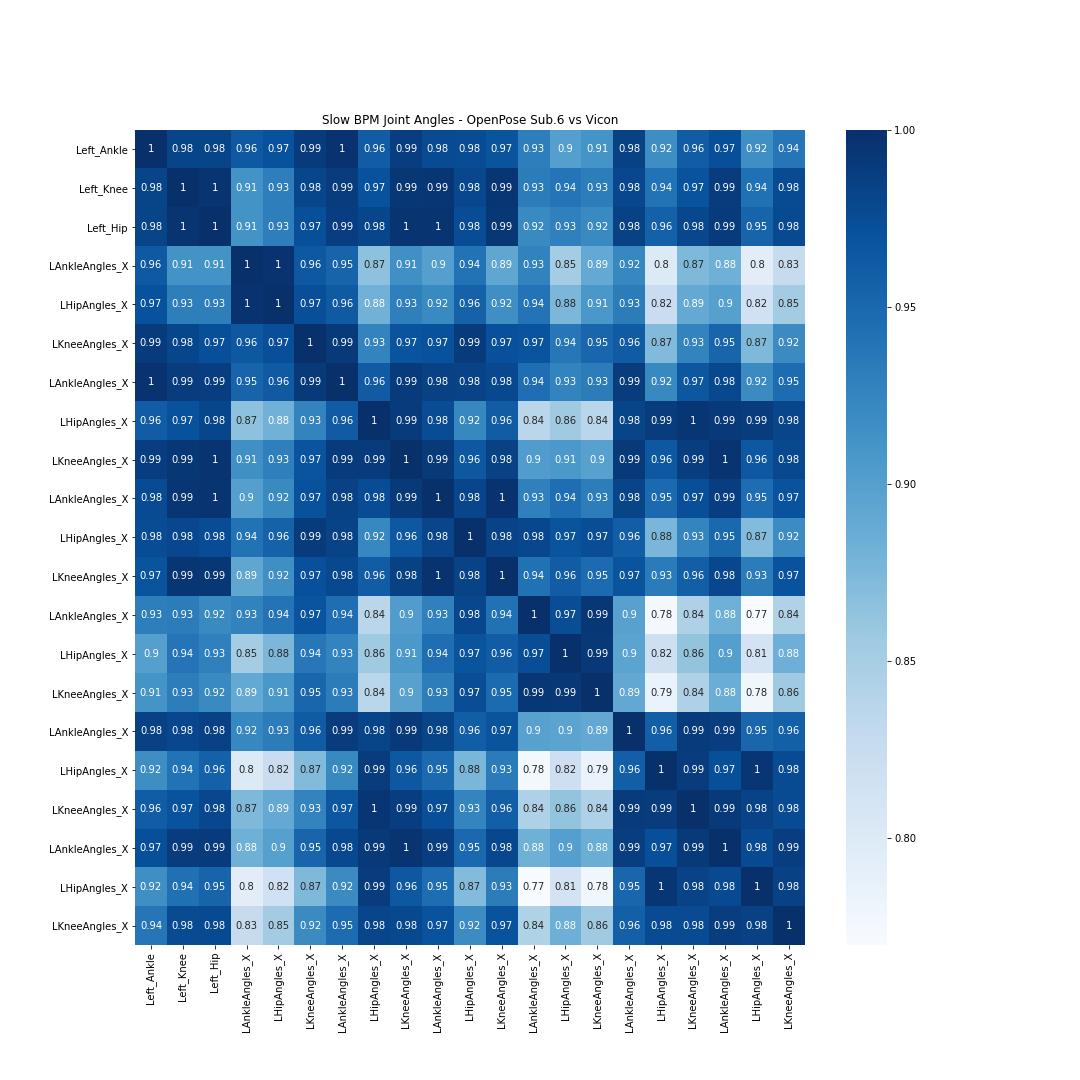 Slow BPM Joint Angles - OpenPose Sub.6 vs Vicon
Left_Ankle 1 0.98 0.98 0.96 0.97 0.99 1 0.96 0.99 0.98 0.98 0.97 0.93 0.9 0.91 0.98 0.92 0.96 0.97 0.92 0.94
Left_Knee 0.98 1 1 0.91 0.93 0.98 0.99 0.97 0.99 0.99 0.98 0.99 0.93 0.94 0.93 0.98 0.94 0.97 0.99 0.94 0.98
Left_Hip 0.98 1 1 0.91 0.93 0.97 0.99 0.98 1 1 0.98 0.99 0.92 0.93 0.92 0.98 0.96 0.98 0.99 0.95 0.98
LAnkleAngles_X 0.96 0.91 0.91 1 1 0.96 0.95 0.87 0.91 0.9 0.94 0.89 0.93 0.85 0.89 0.92 0.8 0.87 0.88 0.8 0.83
LHipAngles_X 0.97 0.93 0.93 1 1 0.97 0.96 0.88 0.93 0.92 0.96 0.92 0.94 0.88 0.91 0.93 0.82 0.89 0.9 0.82 0.85
LKneeAngles_X 0.99 0.98 0.97 0.96 0.97 1 0.99 0.93 0.97 0.97 0.99 0.97 0.97 0.94 0.95 0.96 0.87 0.93 0.95 0.87 0.92
LAnkleAngles_X 1 0.99 0.99 0.95 0.96 0.99 1 0.96 0.99 0.98 0.98 0.98 0.94 0.93 0.93 0.99 0.92 0.97 0.98 0.92 0.95
LHipAngles_X 0.96 0.97 0.98 0.87 0.88 0.93 0.96 1 0.99 0.98 0.92 0.96 0.84 0.86 0.84 0.98 0.99 1 0.99 0.99 0.98
LKneeAngles_X 0.99 0.99 1 0.91 0.93 0.97 0.99 0.99 1 0.99 0.96 0.98 0.9 0.91 0.9 0.99 0.96 0.99 1 0.96 0.98
LAnkleAngles_X 0.98 0.99 1 0.9 0.92 0.97 0.98 0.98 0.99 1 0.98 1 0.93 0.94 0.93 0.98 0.95 0.97 0.99 0.95 0.97
LHipAngles_X 0.98 0.98 0.98 0.94 0.96 0.99 0.98 0.92 0.96 0.98 1 0.98 0.98 0.97 0.97 0.96 0.88 0.93 0.95 0.87 0.92
LKneeAngles_X 0.97 0.99 0.99 0.89 0.92 0.97 0.98 0.96 0.98 1 0.98 1 0.94 0.96 0.95 0.97 0.93 0.96 0.98 0.93 0.97
LAnkleAngles_X 0.93 0.93 0.92 0.93 0.94 0.97 0.94 0.84 0.9 0.93 0.98 0.94 1 0.97 0.99 0.9 0.78 0.84 0.88 0.77 0.84
LHipAngles_X 0.9 0.94 0.93 0.85 0.88 0.94 0.93 0.86 0.91 0.94 0.97 0.96 0.97 1 0.99 0.9 0.82 0.86 0.9 0.81 0.88
LKneeAngles_X 0.91 0.93 0.92 0.89 0.91 0.95 0.93 0.84 0.9 0.93 0.97 0.95 0.99 0.99 1 0.89 0.79 0.84 0.88 0.78 0.86
LAnkleAngles_X 0.98 0.98 0.98 0.92 0.93 0.96 0.99 0.98 0.99 0.98 0.96 0.97 0.9 0.9 0.89 1 0.96 0.99 0.99 0.95 0.96
LHipAngles_X 0.92 0.94 0.96 0.8 0.82 0.87 0.92 0.99 0.96 0.95 0.88 0.93 0.78 0.82 0.79 0.96 1 0.99 0.97 1 0.98
LKneeAngles_X 0.96 0.97 0.98 0.87 0.89 0.93 0.97 1 0.99 0.97 0.93 0.96 0.84 0.86 0.84 0.99 0.99 1 0.99 0.98 0.98
LAnkleAngles_X 0.97 0.99 0.99 0.88 0.9 0.95 0.98 0.99 1 0.99 0.95 0.98 0.88 0.9 0.88 0.99 0.97 0.99 1 0.98 0.99
LHipAngles_X 0.92 0.94 0.95 0.8 0.82 0.87 0.92 0.99 0.96 0.95 0.87 0.93 0.77 0.81 0.78 0.95 1 0.98 0.98 1 0.98
LKneeAngles_X 0.94 0.98 0.98 0.83 0.85 0.92 0.95 0.98 0.98 0.97 0.92 0.97 0.84 0.88 0.86 0.96 0.98 0.98 0.99 0.98 1
Left_Ankle
Left_Knee
Left_Hip
LAnkleAngles_X
LHipAngles_X
LKneeAngles_X
LAnkleAngles_X
LHipAngles_X
LKneeAngles_X
LAnkleAngles_X
LHipAngles_X
LKneeAngles_X
LAnkleAngles_X
LHipAngles_X
LKneeAngles_X
LAnkleAngles_X
LHipAngles_X
LKneeAngles_X
LAnkleAngles_X
LHipAngles_X
LKneeAngles_X
1.00
0.95
0.90
0.85
0.80